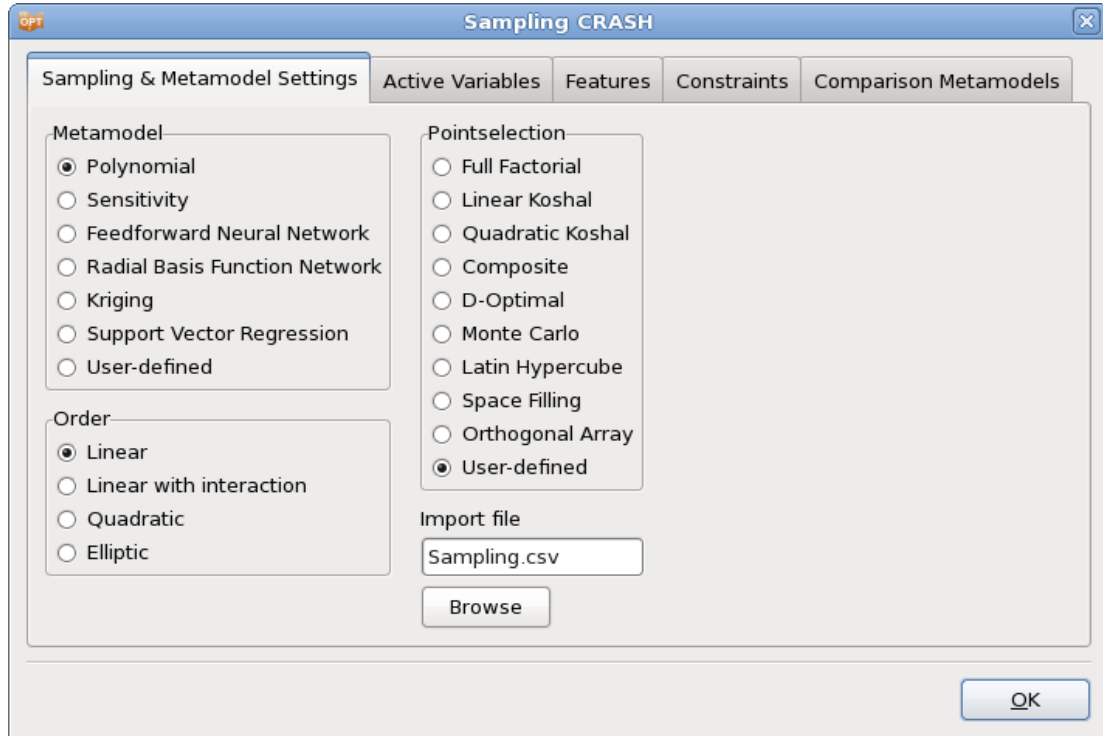 OPT
Sampling CRASH
Sampling & Metamodel Settings
Active Variables
Features
Constraints
Comparison Metamodels
Metamodel
Polynomial
Sensitivity
Feedforward Neural Network
Radial Basis Function Network
Kriging
Support Vector Regression
User-defined
Order
Linear
Linear with interaction
Quadratic
Elliptic
Pointselection
Full Factorial
Linear Koshal
Quadratic Koshal
Composite
D-Optimal
Monte Carlo
Latin Hypercube
Space Filling
Orthogonal Array
User-defined
Import file
Sampling.csv
Browse
OK